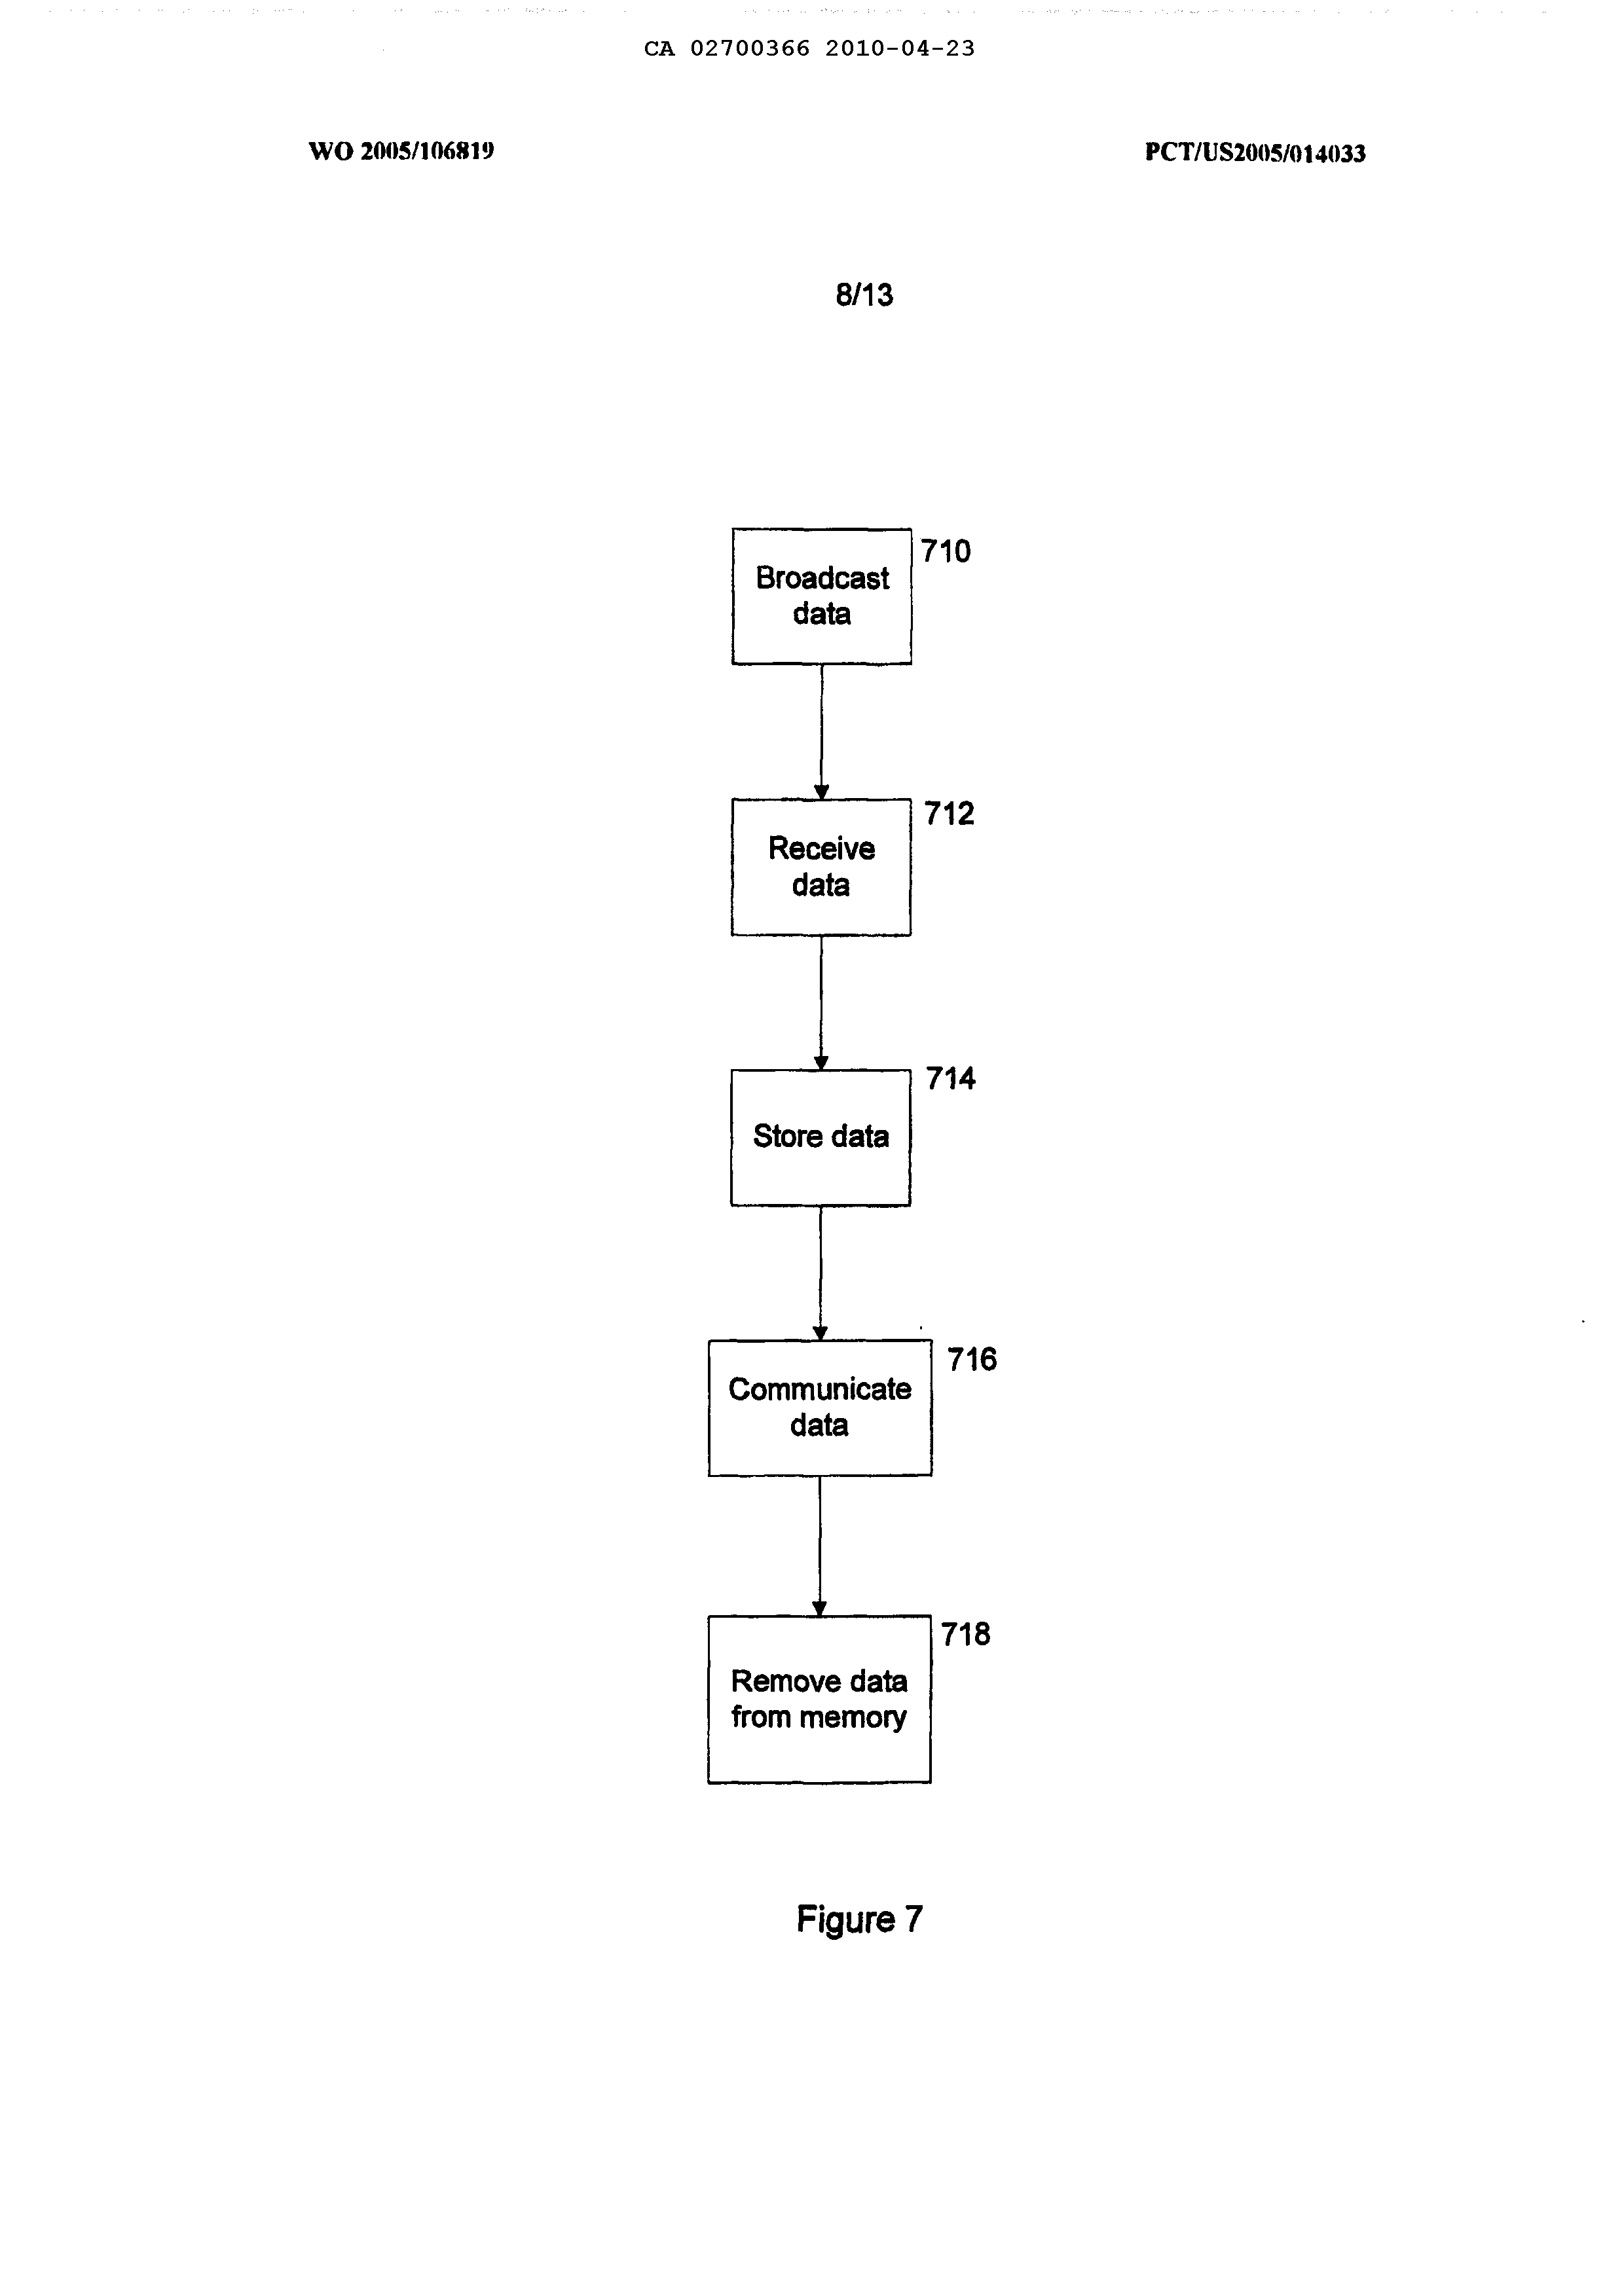 CA 02700366 2010-04-23
WO 2005/106819
PCT/US2005/014033
8/13
710
Broadcast
data
712
Receive
data
714
Store data
716
Communicate
data
718
Remove data
from memory
Figure 7